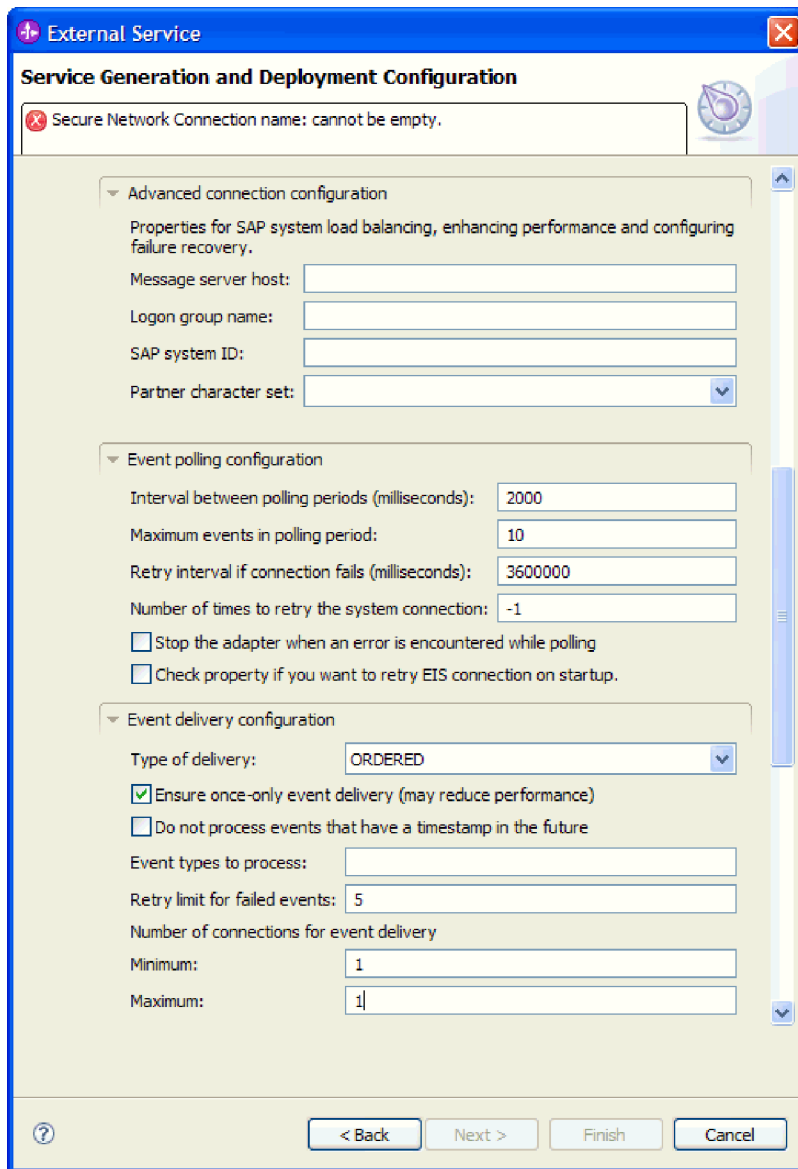 External Service
Service Generation and Deployment Configuration
Secure Network Connection name: cannot be empty.
Advanced connection configuration
Properties for SAP system load balancing, enhancing performance and configuring
failure recovery.
Message server host:
Logon group name:
SAP system ID:
Partner character set:
Event polling configuration
Interval between polling periods (milliseconds): 2000
Maximum events in polling period: 10
Retry interval if connection fails (milliseconds): 3600000
Number of times to retry the system connection: -1
Stop the adapter when an error is encountered while polling
Check property if you want to retry EIS connection on startup.
Event delivery configuration
Type of delivery: ORDERED
Ensure once-only event delivery (may reduce performance)
Do not process events that have a timestamp in the future
Event types to process:
Retry limit for failed events: 5
Number of connections for event delivery
Minimum: 1
Maximum: 1
? < Back Next > Finish Cancel